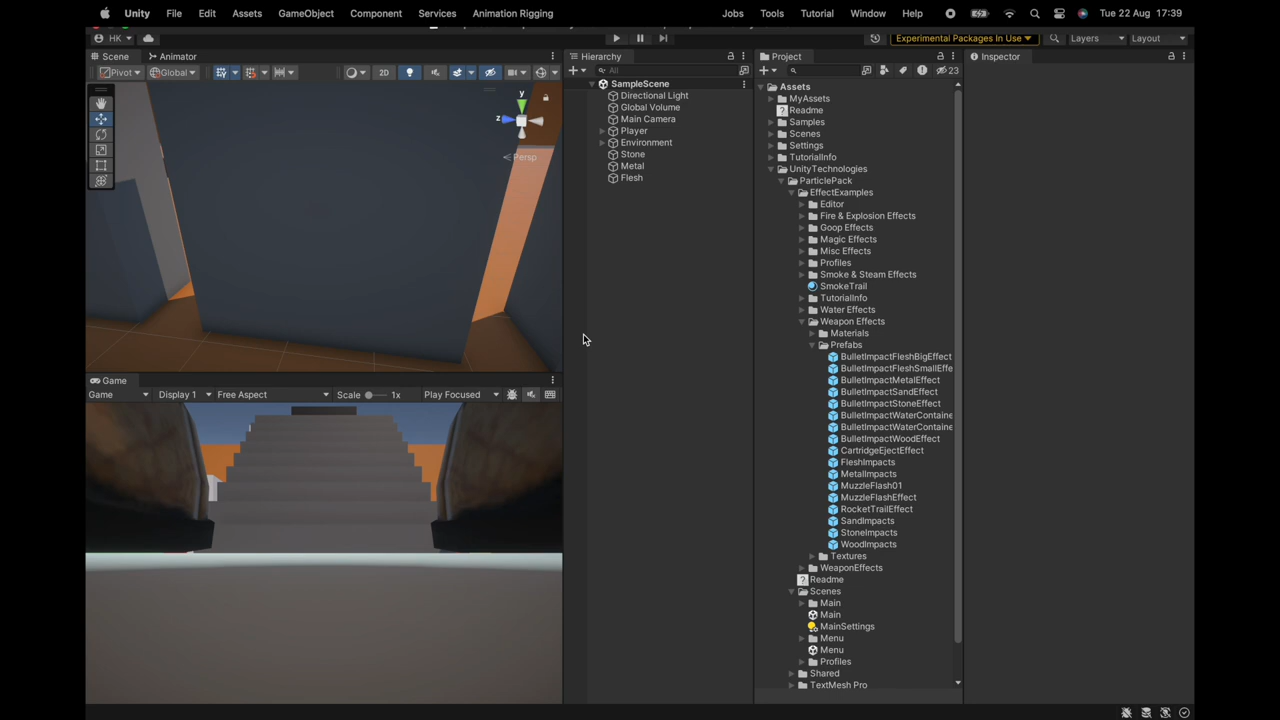 Unity File Edit Assets GameObject Component Services Animation Rigging Jobs Tools Tutorial Window Help Tue 22 Aug 17:39
HK Experimental Packages In Use Layers Layout
Scene Animator
Hierarchy
Project
Inspector
Pivot Global 2D
All
23
y
z
Persp
SampleScene
Directional Light
Global Volume
Main Camera
Player
Environment
Stone
Metal
Flesh
Assets
MyAssets
Readme
Samples
Scenes
Settings
TutorialInfo
UnityTechnologies
ParticlePack
EffectExamples
Editor
Fire & Explosion Effects
Goop Effects
Magic Effects
Misc Effects
Profiles
Smoke & Steam Effects
SmokeTrail
TutorialInfo
Water Effects
Weapon Effects
Materials
Prefabs
BulletImpactFleshBigEffect
BulletImpactFleshSmallEffe
BulletImpactMetalEffect
BulletImpactSandEffect
BulletImpactStoneEffect
BulletImpactWaterContaine
BulletImpactWaterContaine
BulletImpactWoodEffect
CartridgeEjectEffect
FleshImpacts
MetalImpacts
MuzzleFlash01
MuzzleFlashEffect
RocketTrailEffect
SandImpacts
StoneImpacts
WoodImpacts
Textures
WeaponEffects
Readme
Scenes
Main
Main
MainSettings
Menu
Menu
Profiles
Shared
TextMesh Pro
Game
Game Display 1 Free Aspect Scale 1x Play Focused